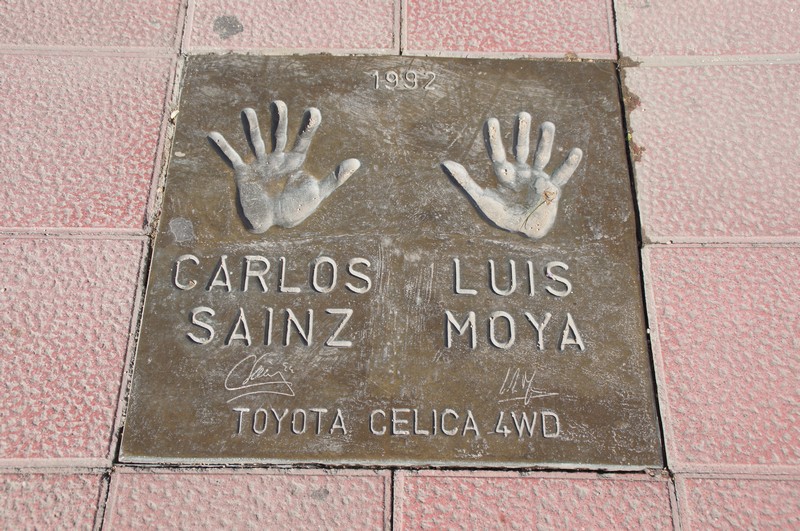 1992
CARLOS LUIS
SAINZ MOYA
TOYOTA CELICA 4WD